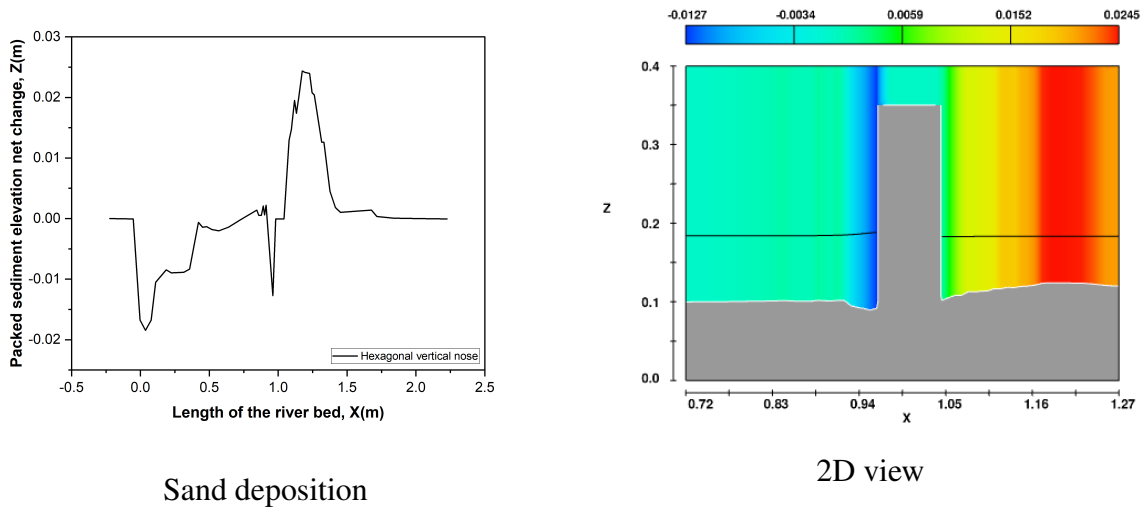 0.03
0.02
0.01
0.00
-0.01
-0.02
Packed sediment elevation net change, Z(m)
Hexagonal vertical nose
-0.5 0.0 0.5 1.0 1.5 2.0 2.5
Length of the river bed, X(m)
Sand deposition
-0.0127 -0.0034 0.0059 0.0152 0.0245
0.4
0.3
0.2
0.1
0.0
Z
0.72 0.83 0.94 1.05 1.16 1.27
X
2D view